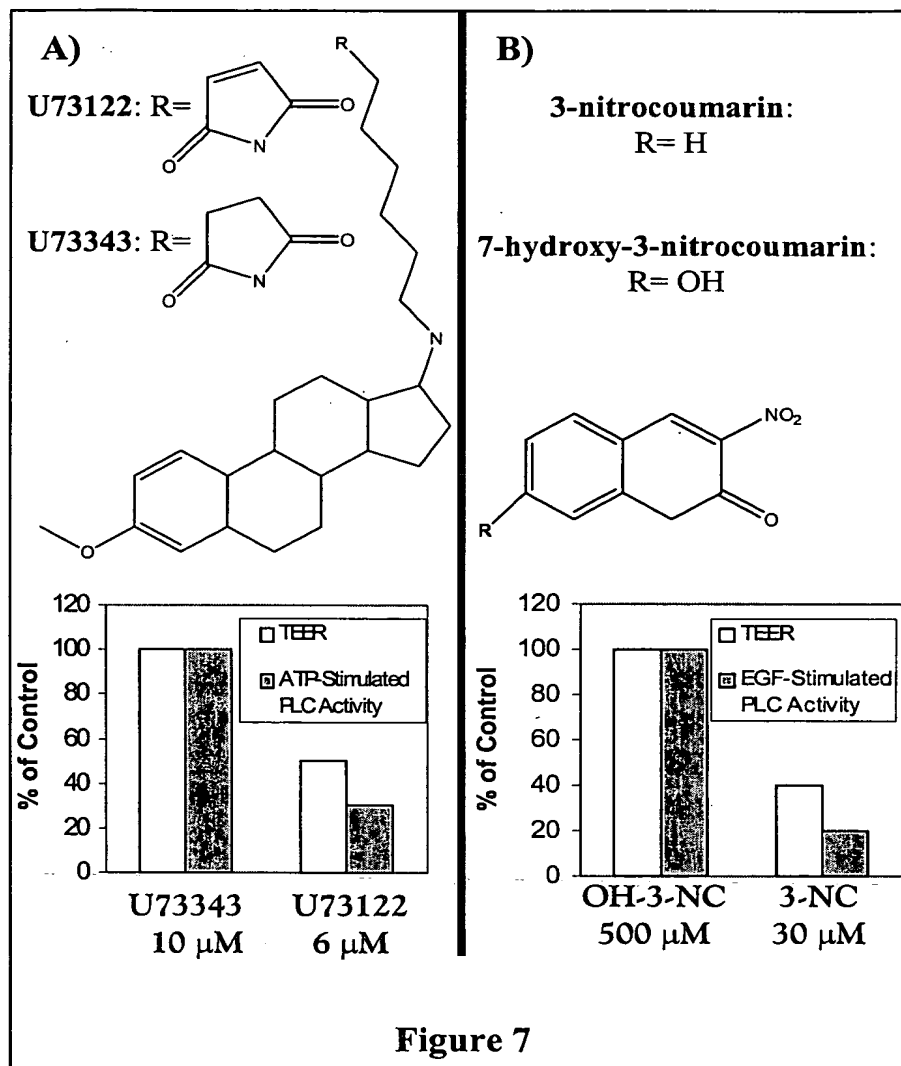 A)
R
U73122: R=
O
N
O
U73343: R=
O
N
O
N
O
120
100
80
60
40
20
0
% of Control
TEER
ATP-Stimulated
PLC Activity
U73343
10 µM
U73122
6 µM
B)
3-nitrocoumarin:
R= H
7-hydroxy-3-nitrocoumarin:
R= OH
NO₂
O
R
120
100
80
60
40
20
0
% of Control
TEER
EGF-Stimulated
PLC Activity
OH-3-NC
500 µM
3-NC
30 µM
Figure 7